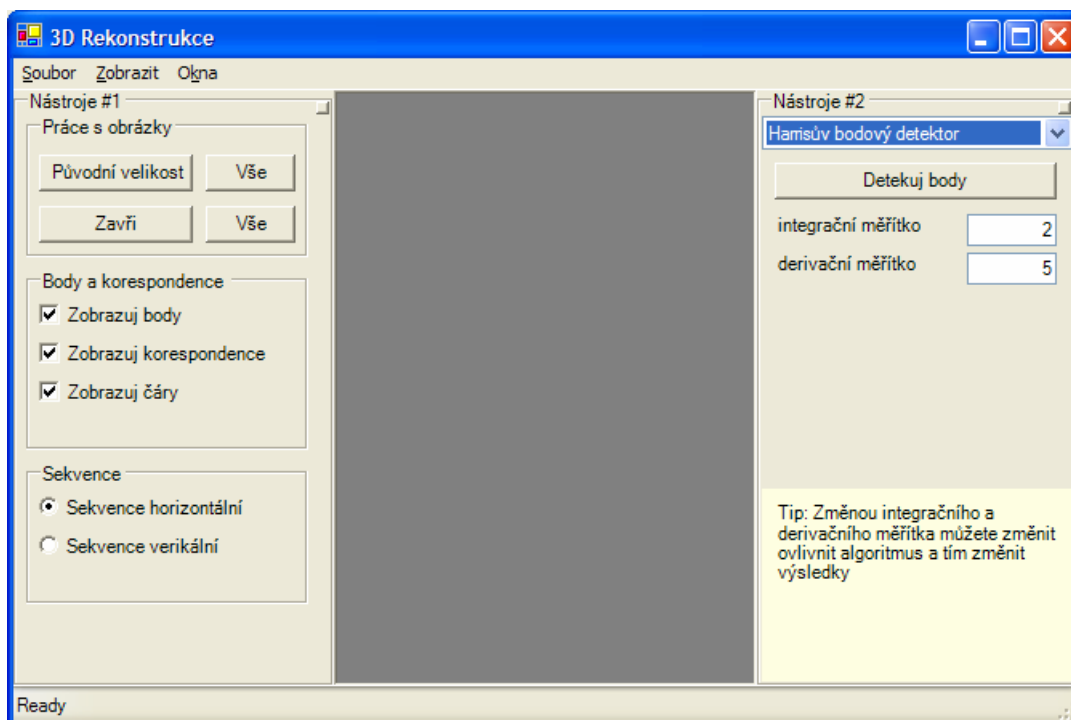 3D Rekonstrukce
Soubor Zobrazit Okna
Nástroje #1
Práce s obrázky
Původní velikost Vše
Zavři Vše
Body a korespondence
Zobrazuj body
Zobrazuj korespondence
Zobrazuj čáry
Sekvence
Sekvence horizontální
Sekvence verikální
Nástroje #2
Harrisův bodový detektor
Detekuj body
integrační měřítko 2
derivační měřítko 5
Tip: Změnou integračního a
derivačního měřítka můžete změnit
ovlivnit algoritmus a tím změnit
výsledky
Ready